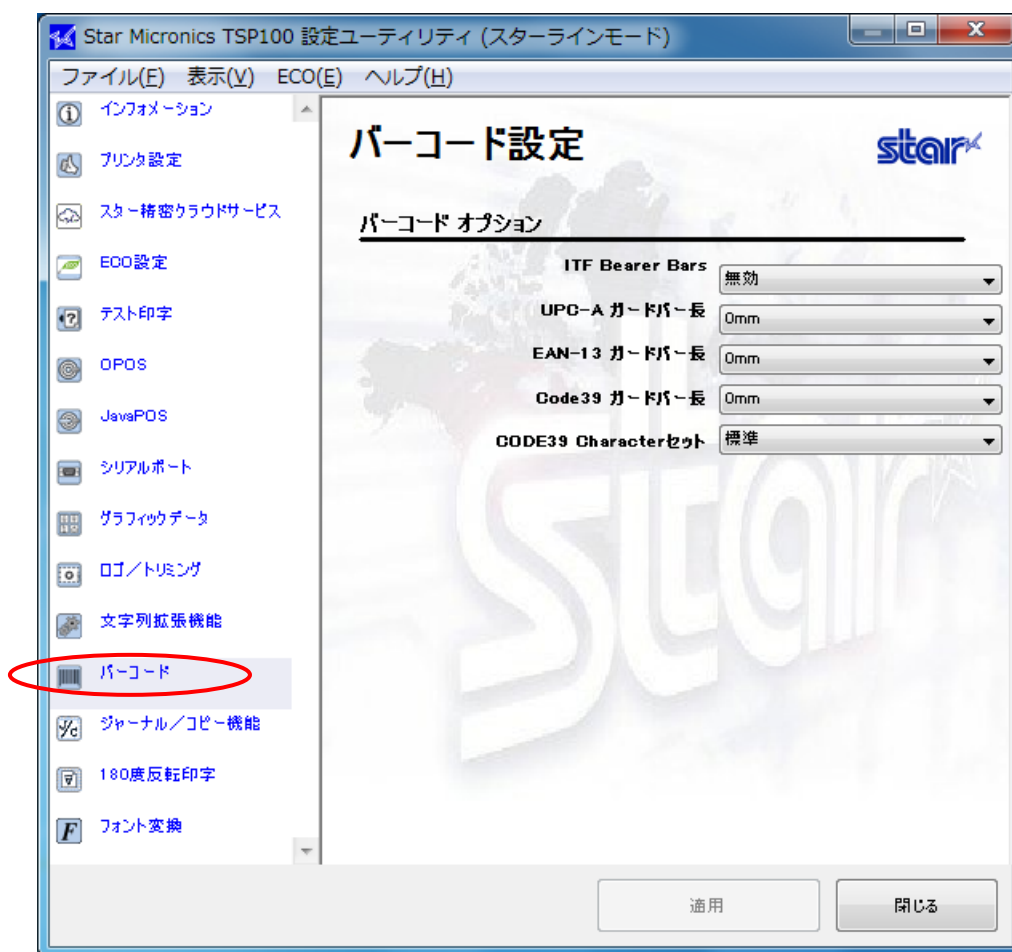 Star Micronics TSP100 設定ユーティリティ (スターラインモード)
ファイル(F) 表示(V) ECO(E) ヘルプ(H)
インフォメーション
プリンタ設定
スター精密クラウドサービス
ECO設定
テスト印字
OPOS
JavaPOS
シリアルポート
グラフィックデータ
ロゴ／トリミング
文字列拡張機能
バーコード
ジャーナル／コピー機能
180度反転印字
フォント変換
バーコード設定
star
バーコード オプション
ITF Bearer Bars 無効
UPC-A ガードバー長 0mm
EAN-13 ガードバー長 0mm
Code39 ガードバー長 0mm
CODE39 Characterセット 標準
star
適用 閉じる